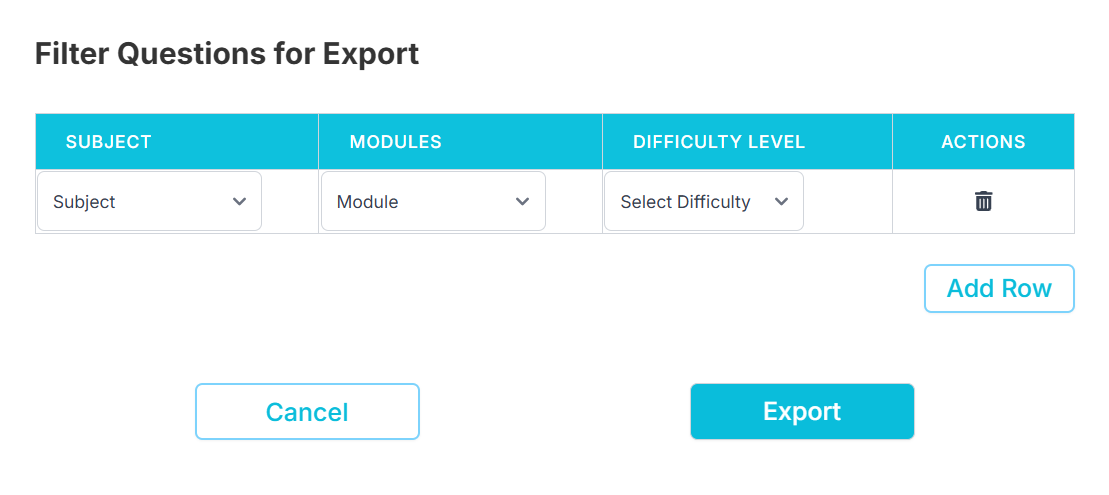 Filter Questions for Export
SUBJECT MODULES DIFFICULTY LEVEL ACTIONS
Subject Module Select Difficulty
Add Row
Cancel Export